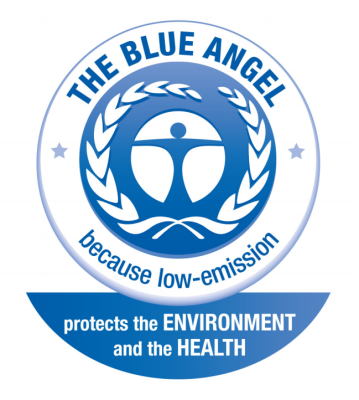 THE BLUE ANGEL
because low-emission
protects the ENVIRONMENT
and the HEALTH